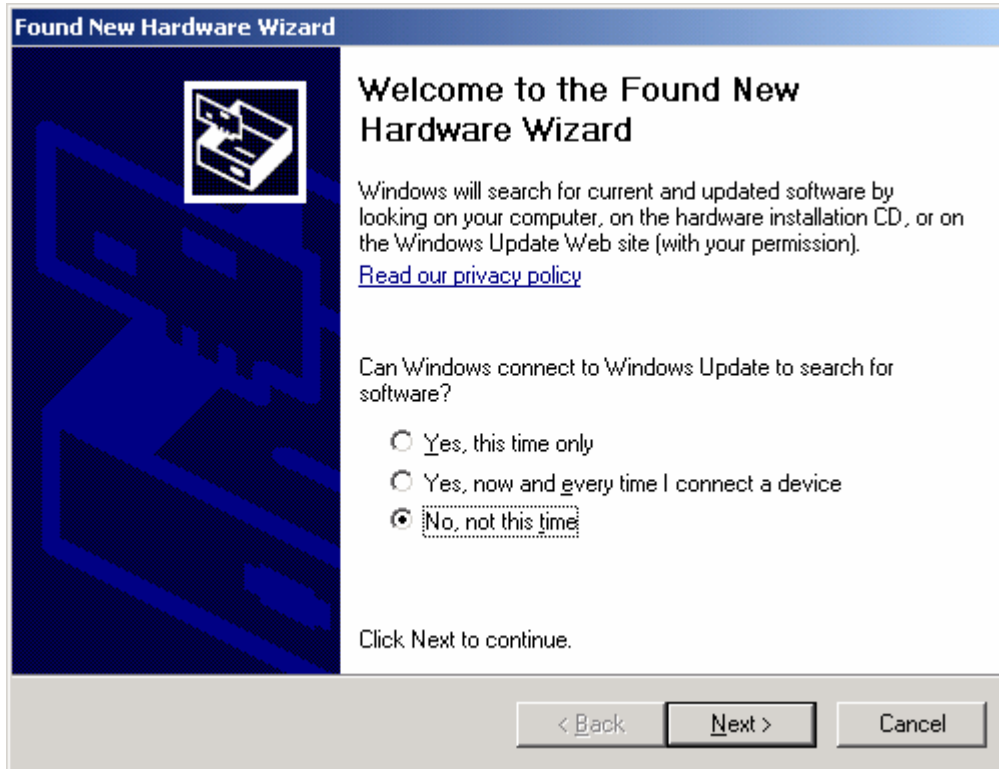 Found New Hardware Wizard
Welcome to the Found New
Hardware Wizard
Windows will search for current and updated software by
looking on your computer, on the hardware installation CD, or on
the Windows Update Web site (with your permission).
Read our privacy policy
Can Windows connect to Windows Update to search for
software?
Yes, this time only
Yes, now and every time I connect a device
No, not this time
Click Next to continue.
< Back
Next >
Cancel